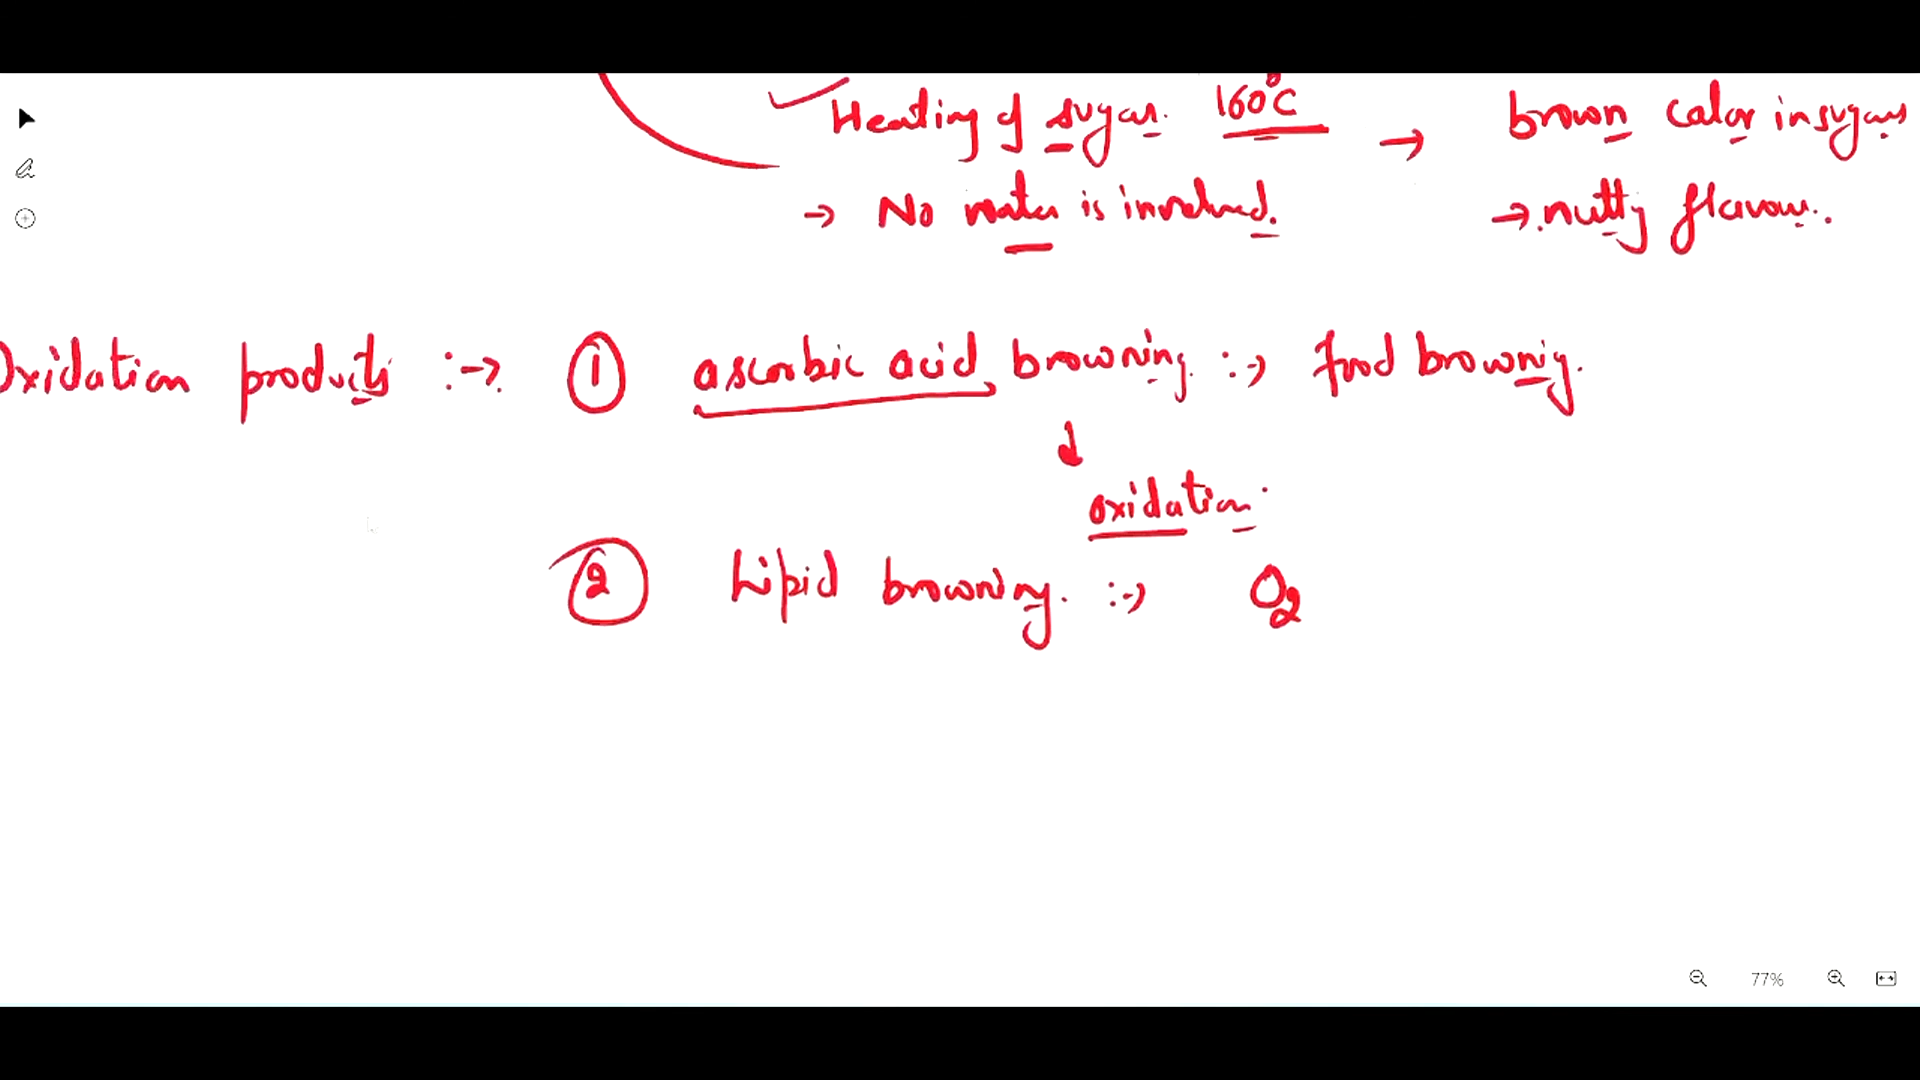 Heating of sugar. 160°C → brown color in sugars
→ No water is involved. → nutty flavour.
Oxidation products :→ ① ascorbic acid browning :→ food browning.
↓
oxidation.
② Lipid browning. :→ O₂
77%